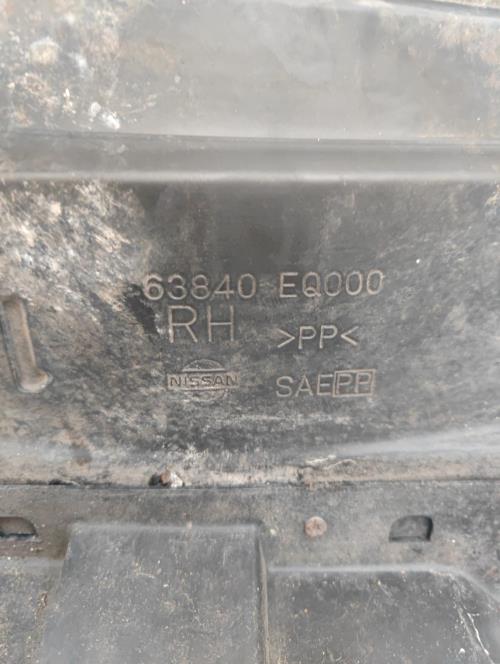 63840 EQ000
RH >PP<
NISSAN SAEPP